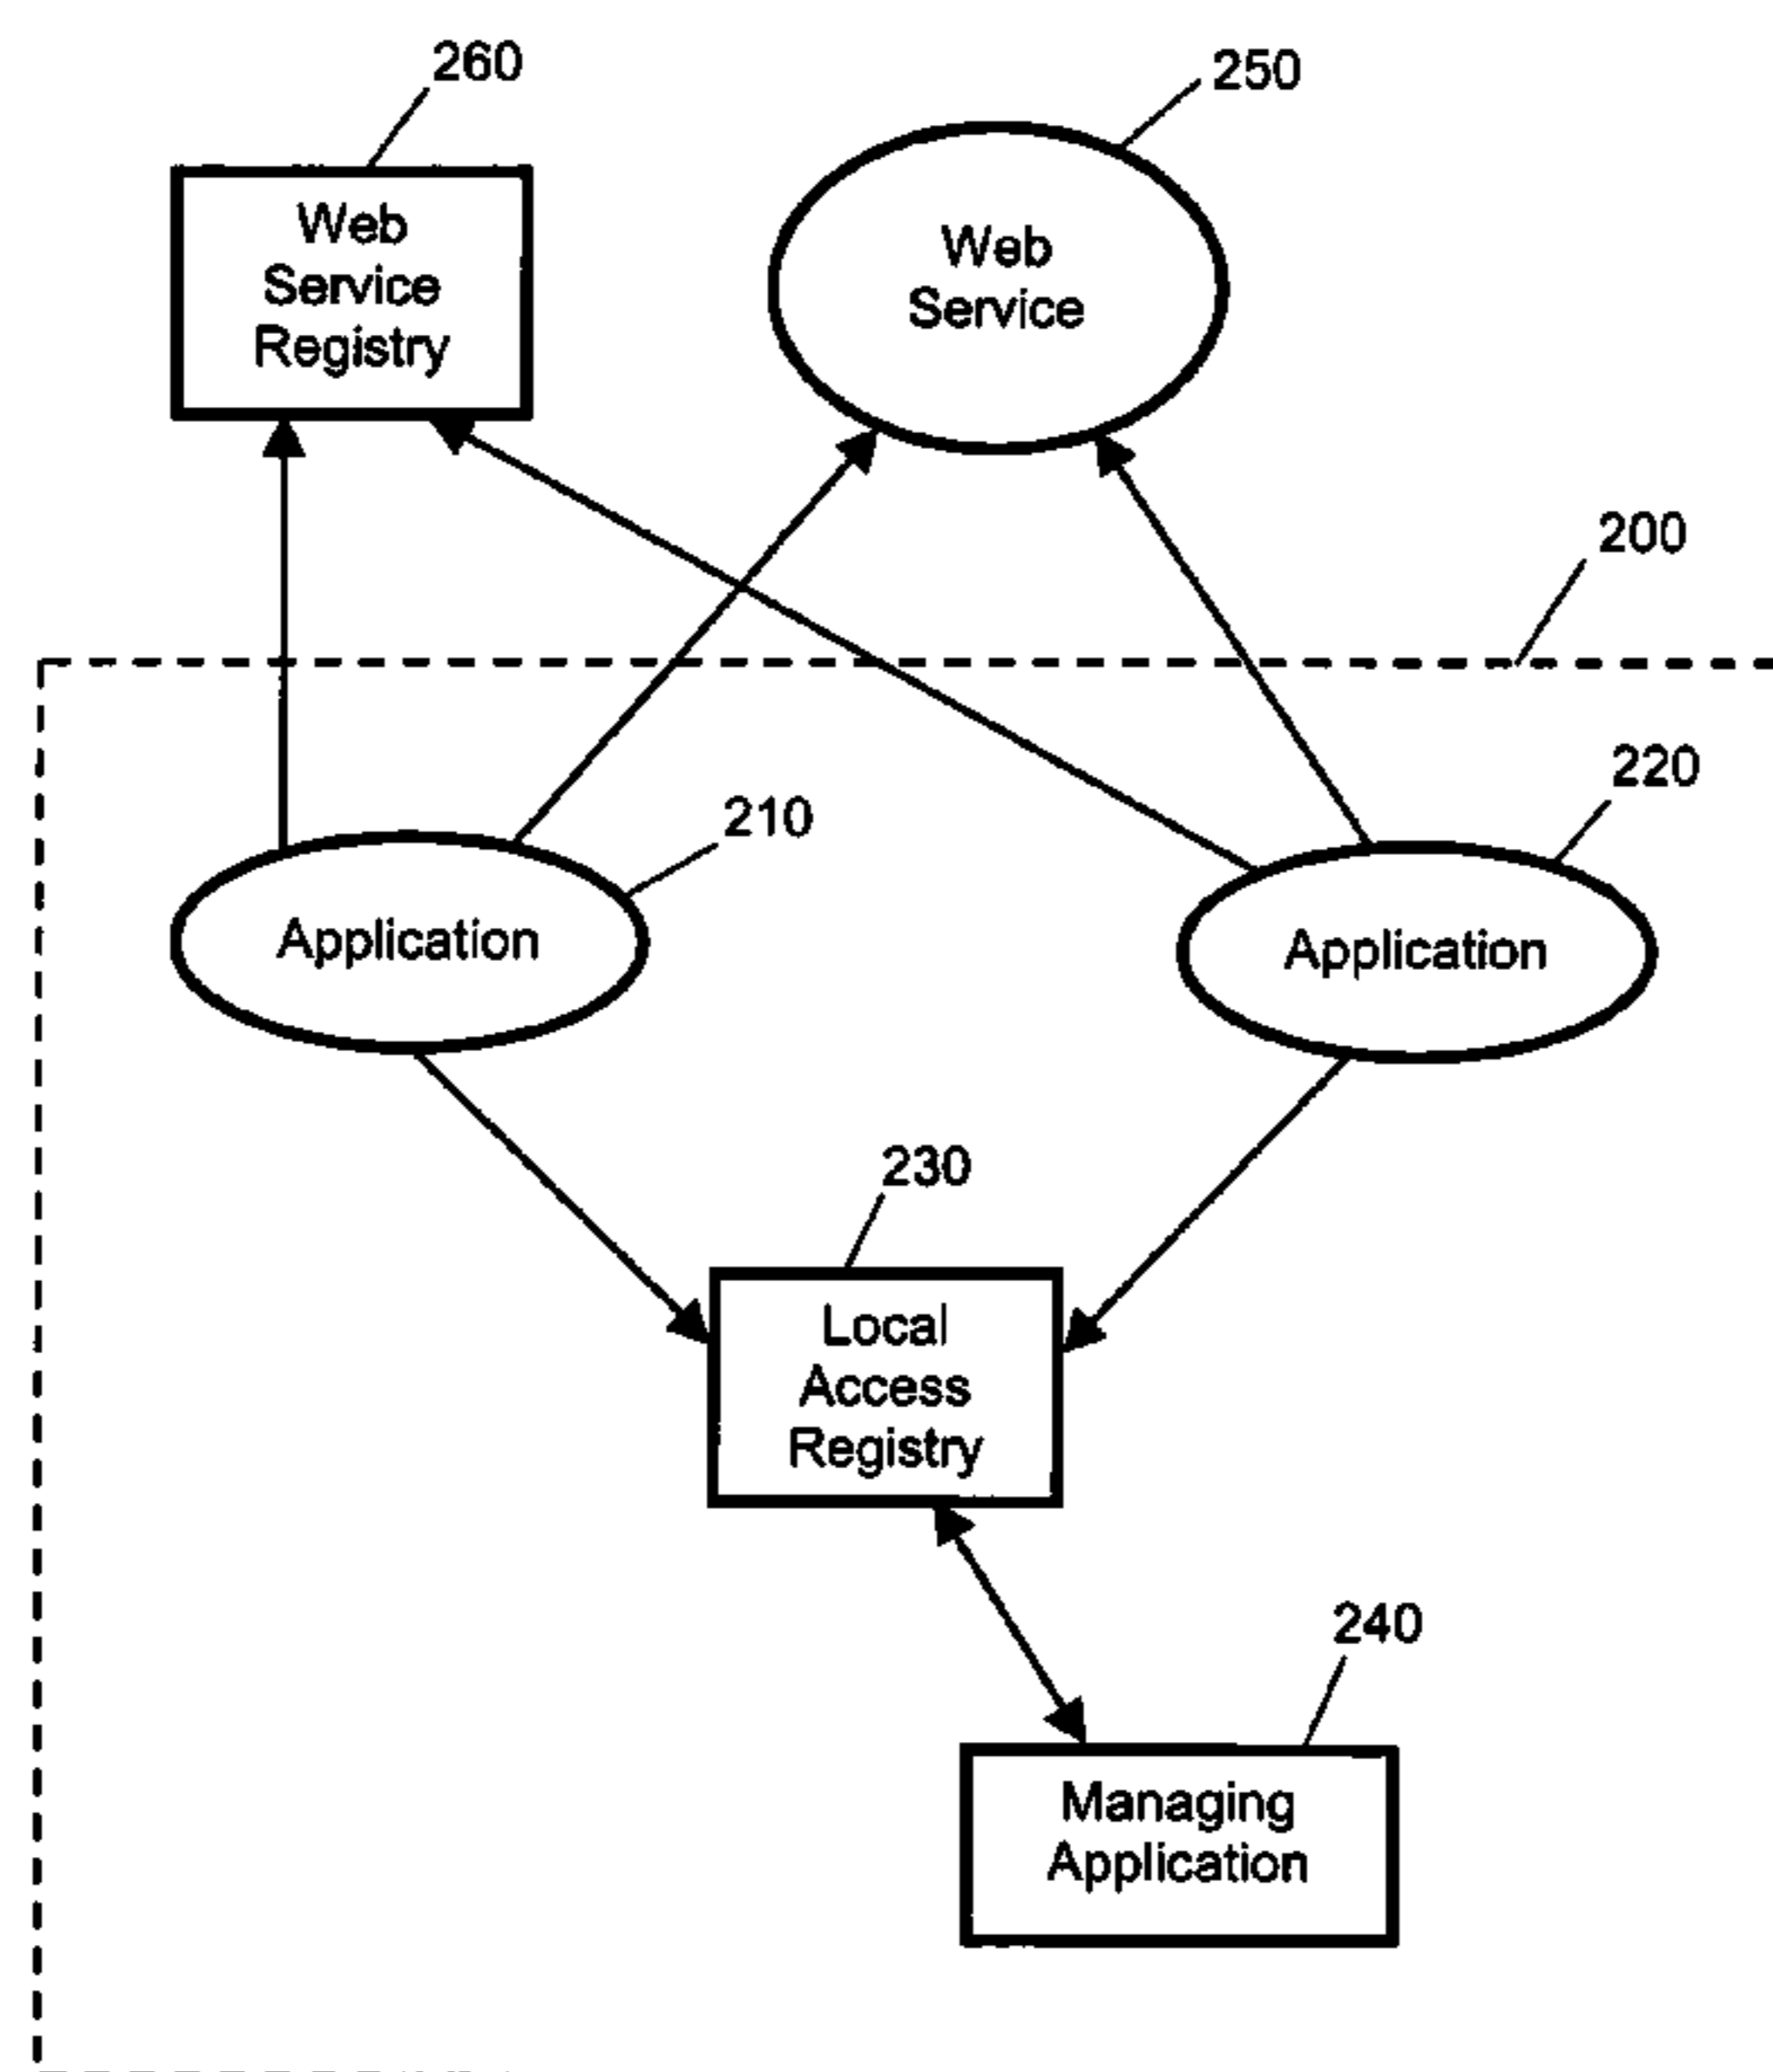 260
250
Web
Service
Registry
Web
Service
200
220
210
Application
Application
230
Local
Access
Registry
240
Managing
Application